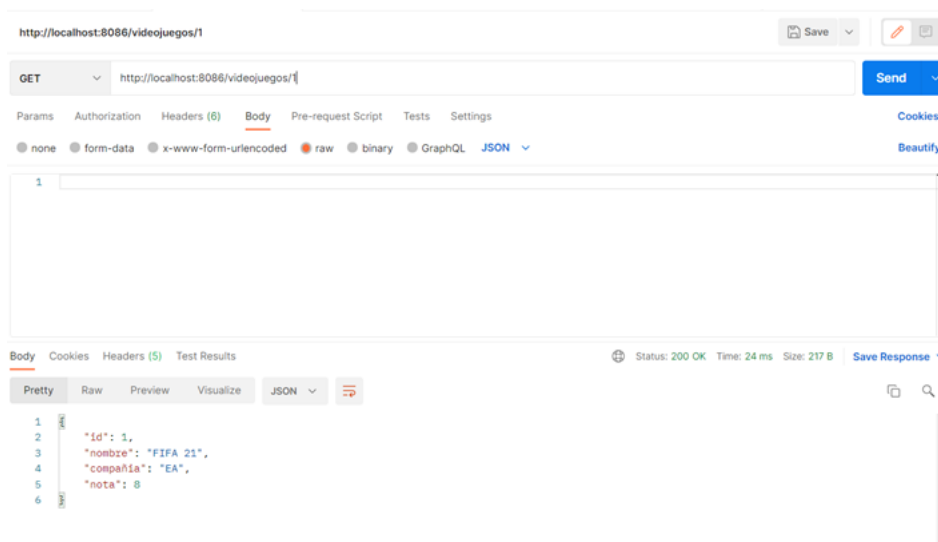 http://localhost:8086/videojuegos/1 Save
GET http://localhost:8086/videojuegos/1 Send
Params Authorization Headers (6) Body Pre-request Script Tests Settings Cookies
none form-data x-www-form-urlencoded raw binary GraphQL JSON Beautify
1
Body Cookies Headers (5) Test Results Status: 200 OK Time: 24 ms Size: 217 B Save Response
Pretty Raw Preview Visualize JSON
1 {
2 "id": 1,
3 "nombre": "FIFA 21",
4 "compañia": "EA",
5 "nota": 8
6 }